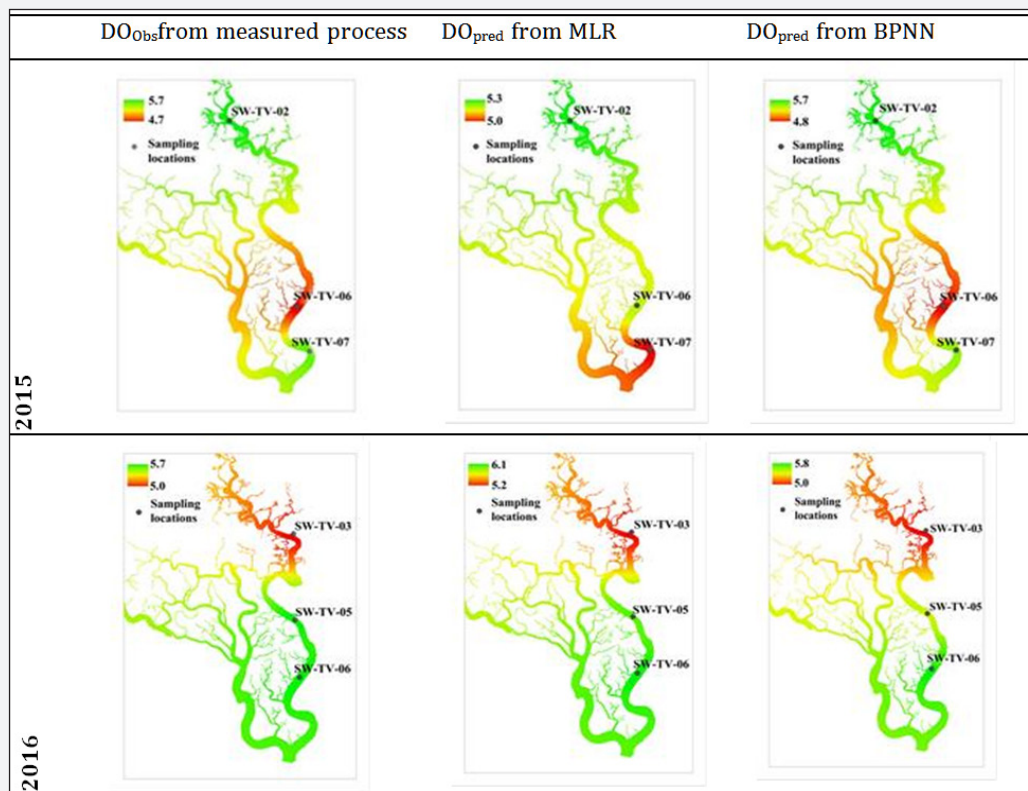 DOObsfrom measured process
DOpred from MLR
DOpred from BPNN
2015
5.7
4.7
Sampling
locations
SW-TV-02
SW-TV-06
SW-TV-07
5.3
5.0
Sampling
locations
SW-TV-02
SW-TV-06
SW-TV-07
5.7
4.8
Sampling
locations
SW-TV-02
SW-TV-06
SW-TV-07
2016
5.7
5.0
Sampling
locations
SW-TV-03
SW-TV-05
SW-TV-06
6.1
5.2
Sampling
locations
SW-TV-03
SW-TV-05
SW-TV-06
5.8
5.0
Sampling
locations
SW-TV-03
SW-TV-05
SW-TV-06